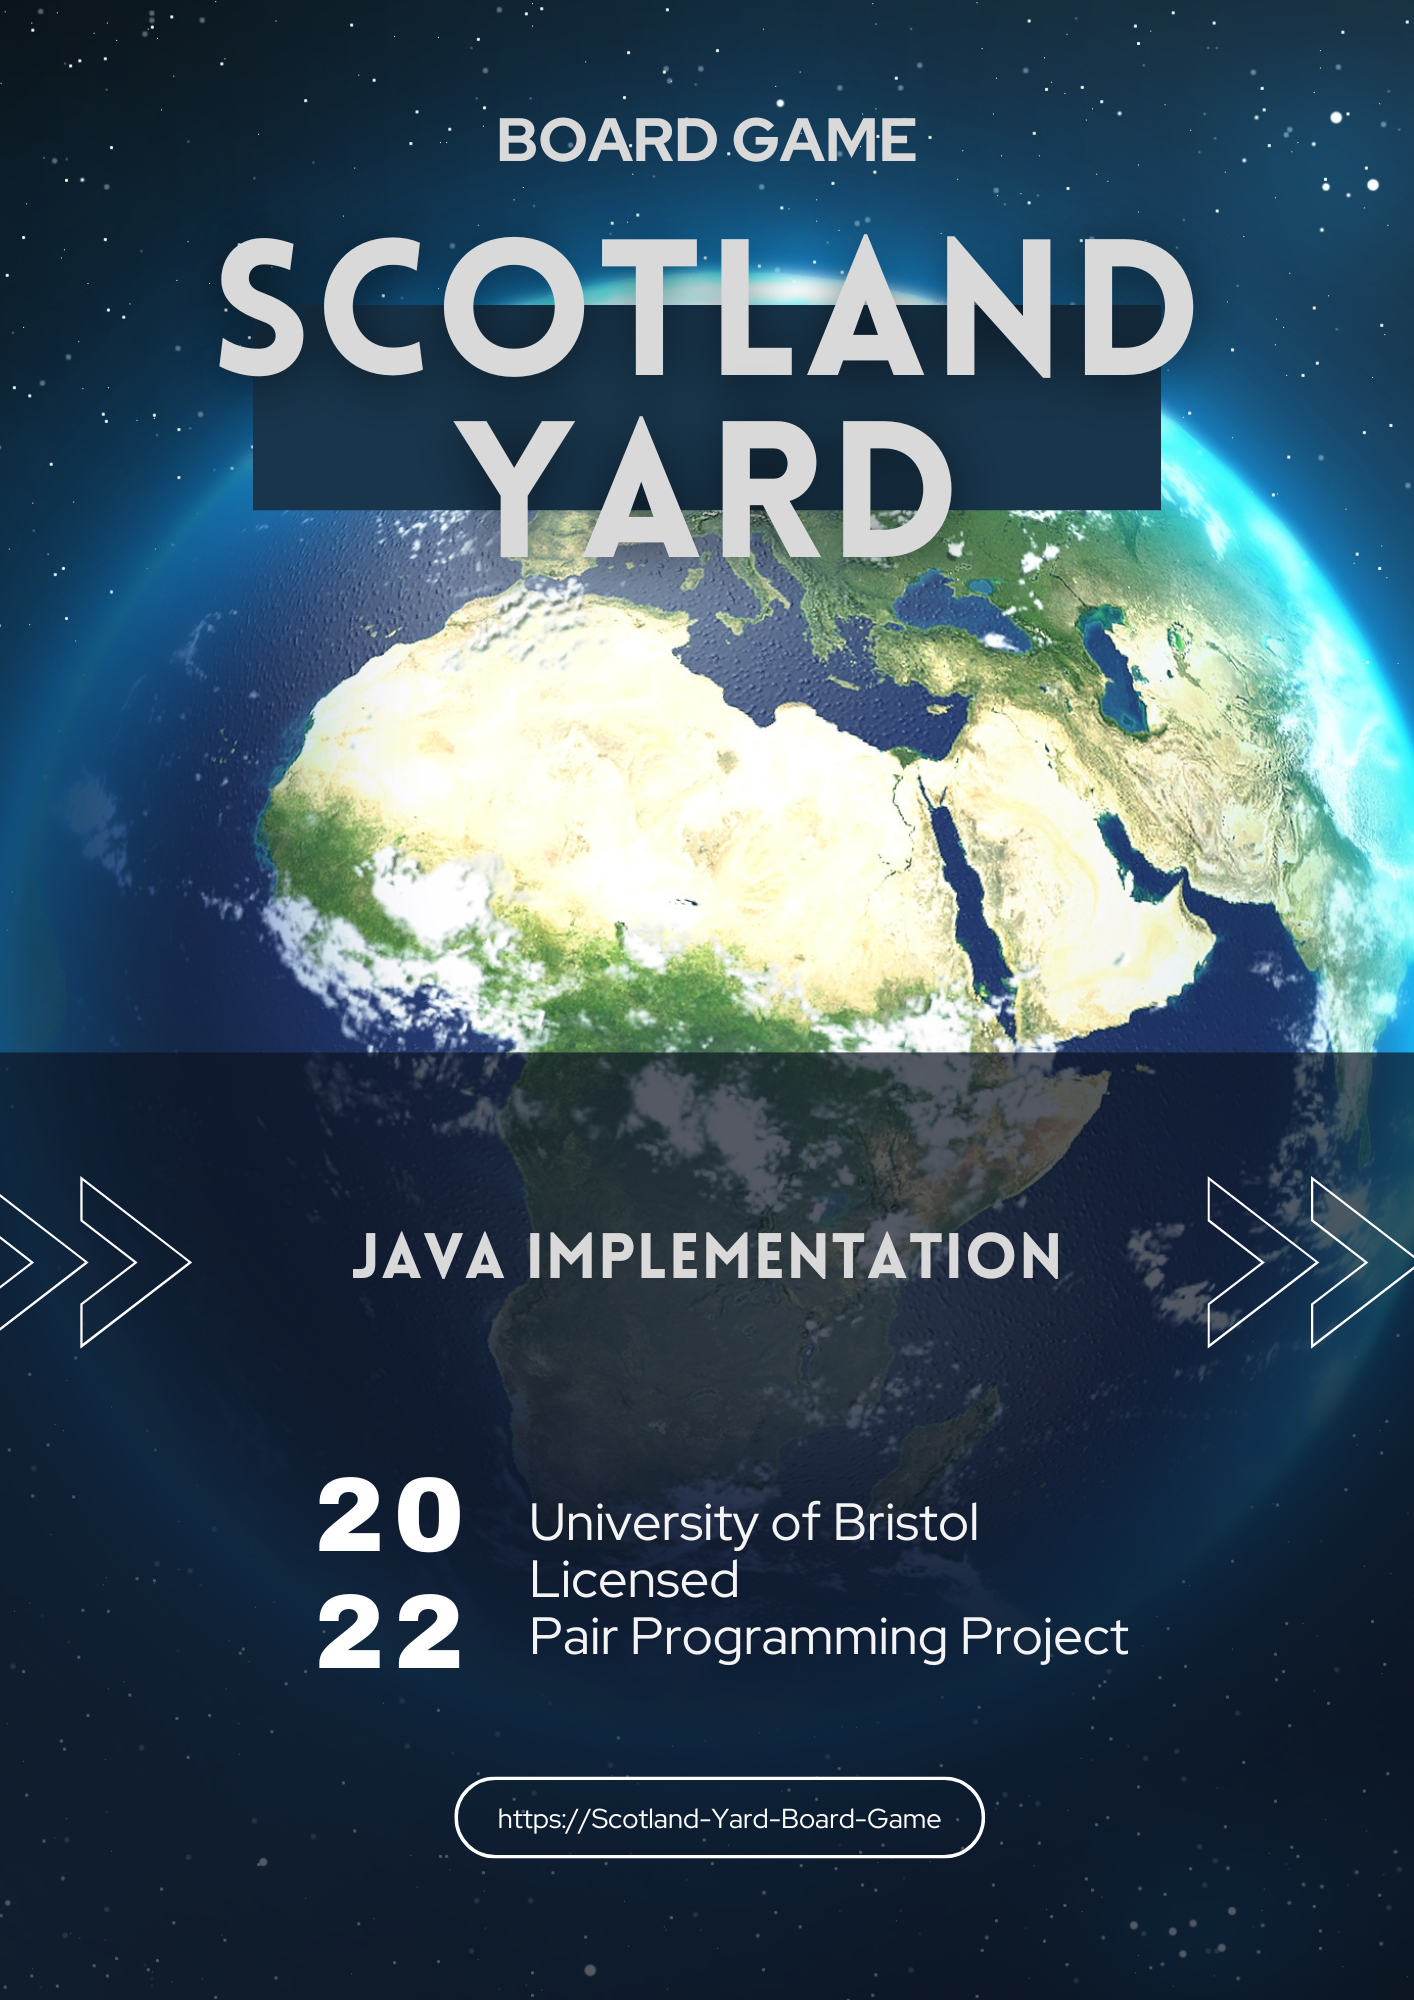 BOARD GAME
SCOTLAND
YARD
JAVA IMPLEMENTATION
20
22
University of Bristol
Licensed
Pair Programming Project
https://Scotland-Yard-Board-Game